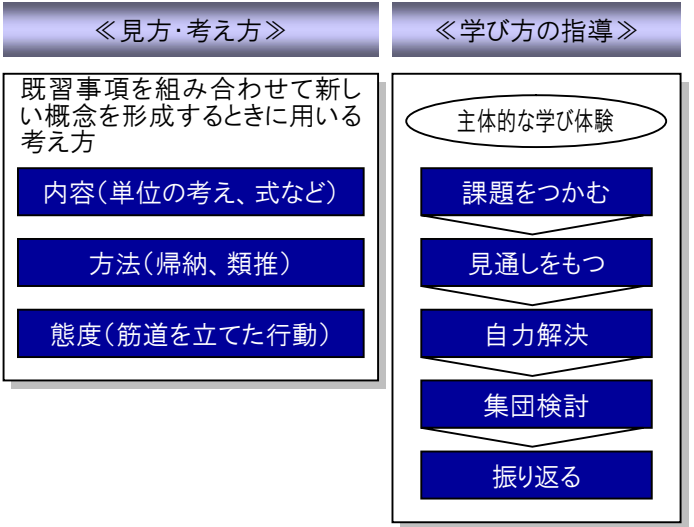 ≪見方･考え方≫
既習事項を組み合わせて新し
い概念を形成するときに用いる
考え方
内容(単位の考え、式など)
方法(帰納、類推)
態度(筋道を立てた行動)
≪学び方の指導≫
主体的な学び体験
課題をつかむ
見通しをもつ
自力解決
集団検討
振り返る